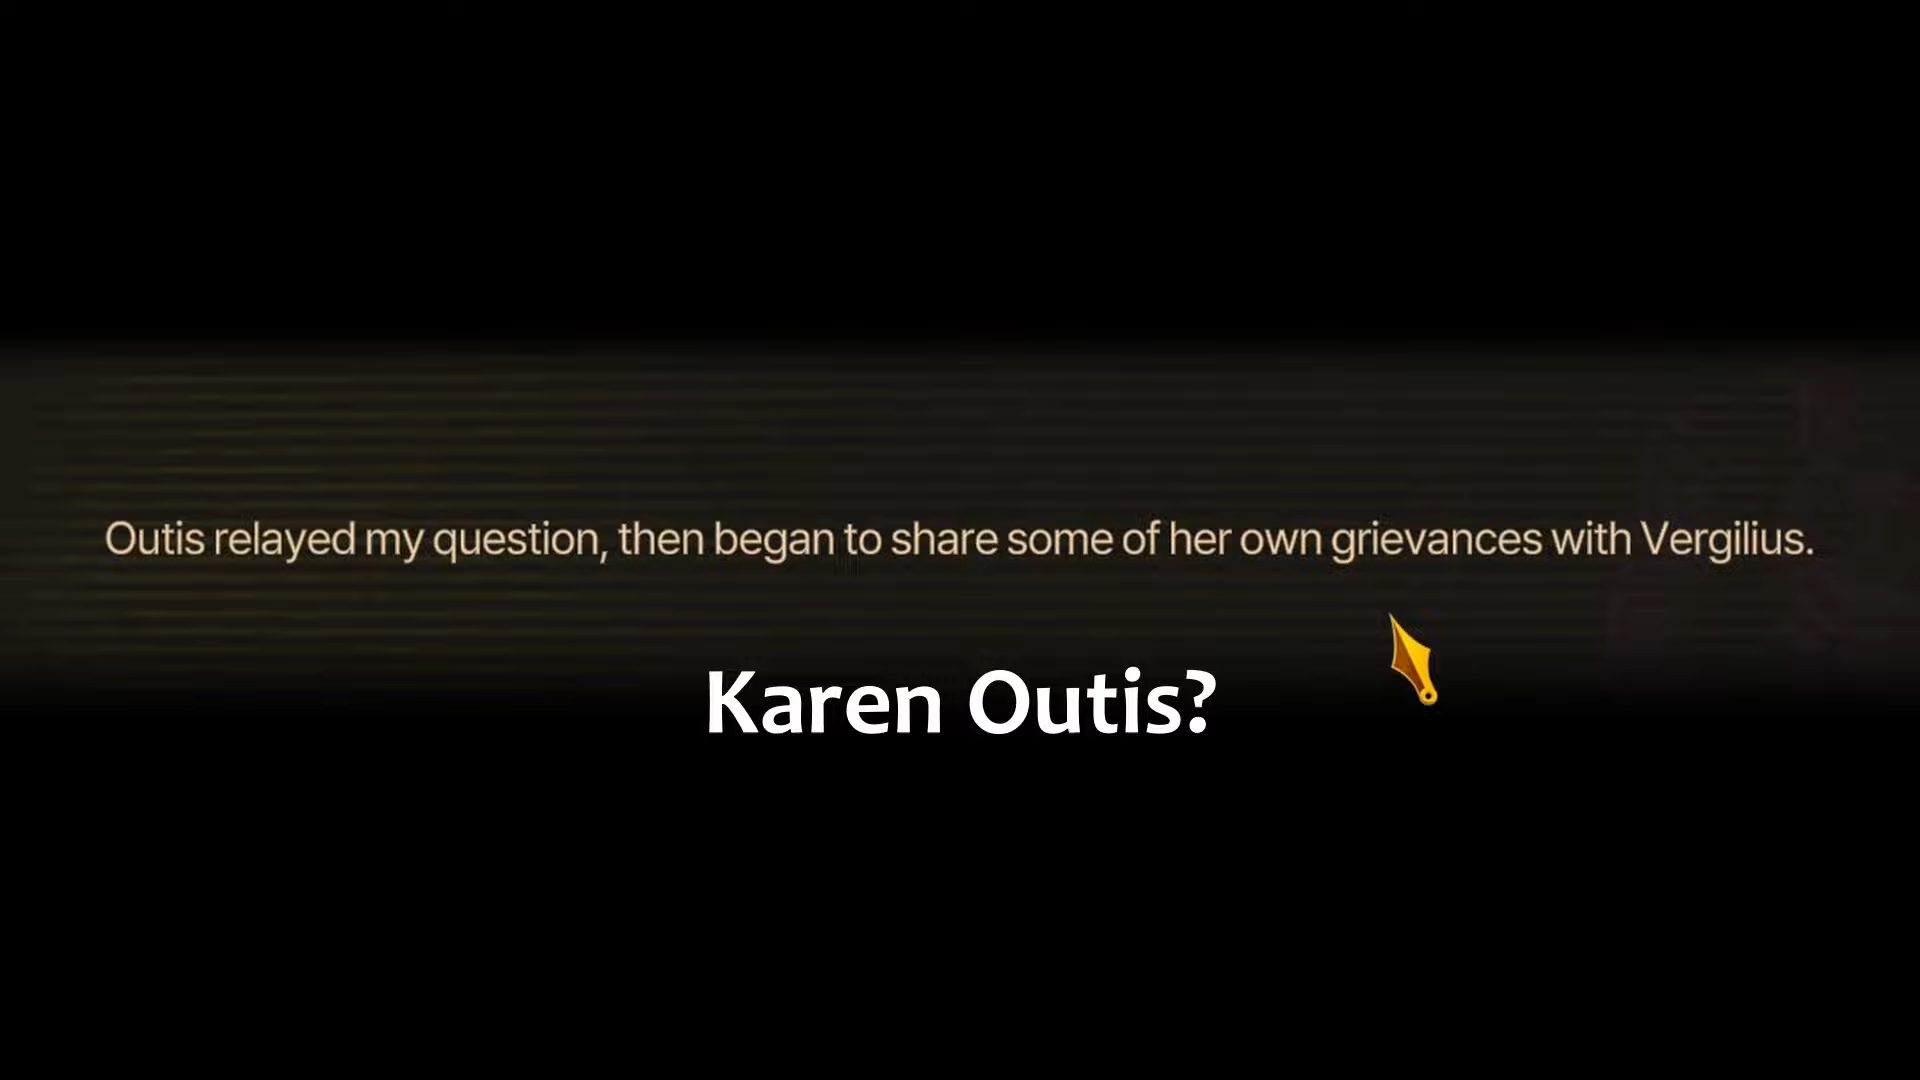 Outis relayed my question, then began to share some of her own grievances with Vergilius.
Karen Outis?